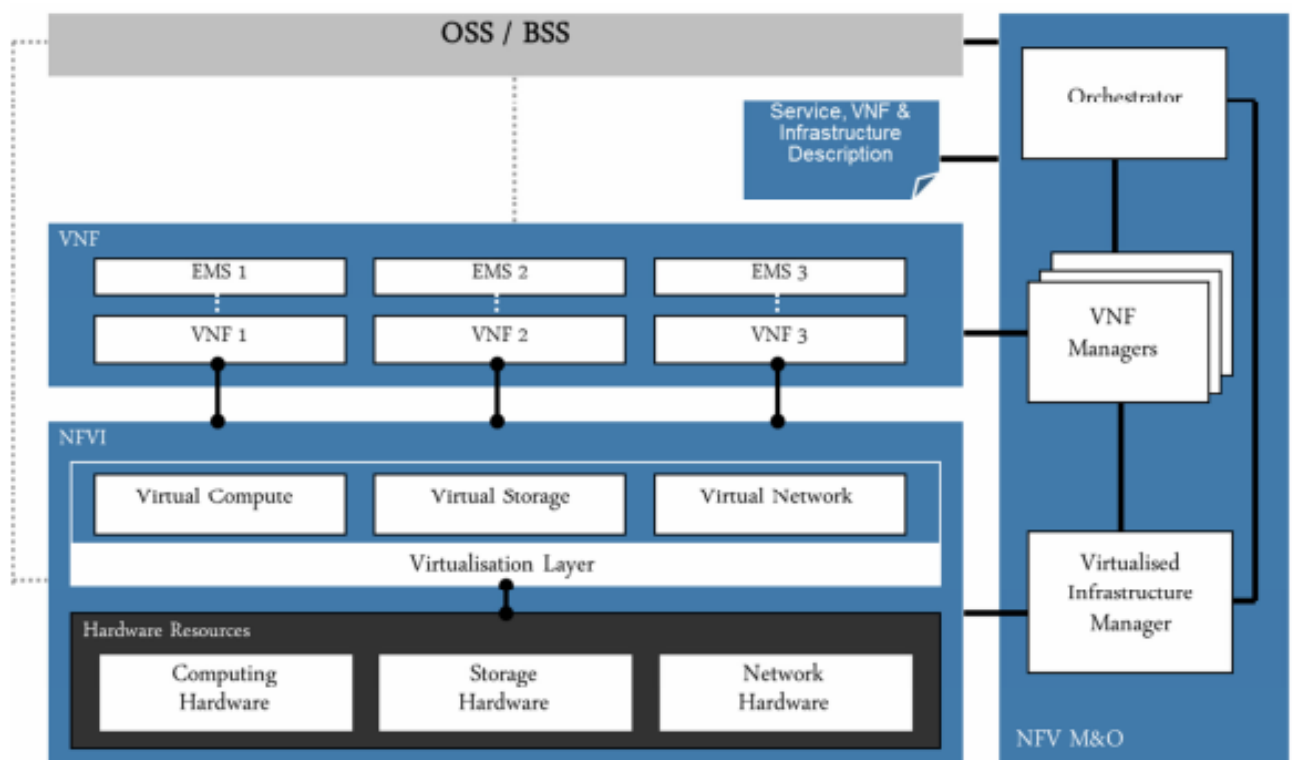 OSS / BSS
Orchestrator
Service, VNF &
Infrastructure
Description
VNF
EMS 1
EMS 2
EMS 3
VNF 1
VNF 2
VNF 3
VNF
Managers
NFVI
Virtual Compute
Virtual Storage
Virtual Network
Virtualisation Layer
Virtualised
Infrastructure
Manager
Hardware Resources
Computing
Hardware
Storage
Hardware
Network
Hardware
NFV M&O